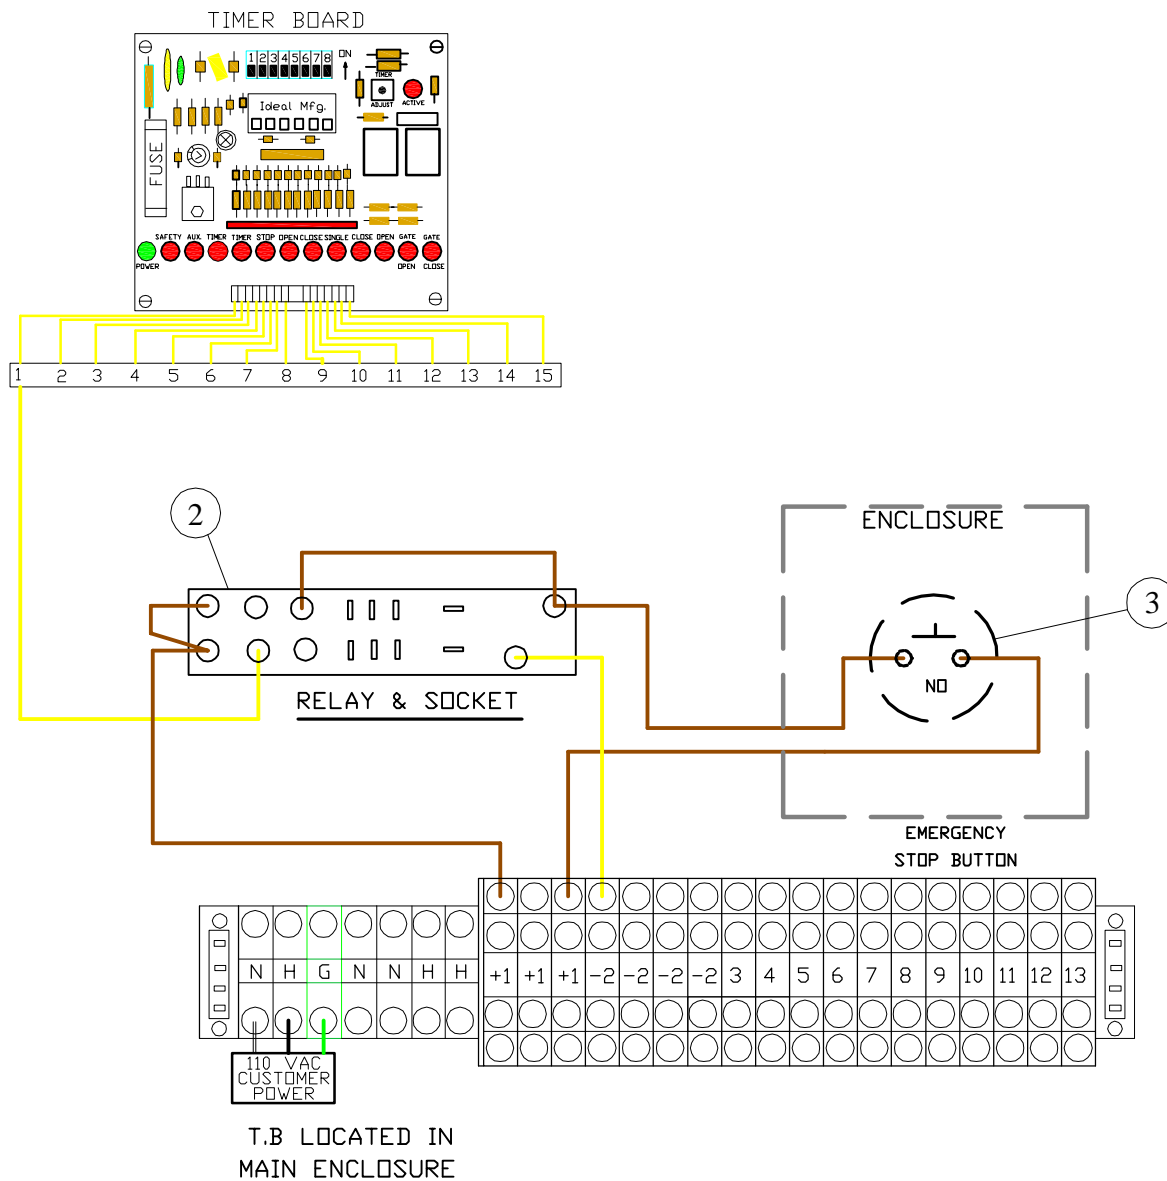 TIMER BOARD
1 2 3 4 5 6 7 8
ON
TIMER
ADJUST
ACTIVE
Ideal Mfg.
FUSE
SAFETY AUX. TIMER TIMER STOP OPEN CLOSE SINGLE CLOSE OPEN GATE GATE
POWER OPEN CLOSE
1 2 3 4 5 6 7 8 9 10 11 12 13 14 15
2
ENCLOSURE
3
NO
RELAY & SOCKET
EMERGENCY
STOP BUTTON
N H G N N H H +1 +1 +1 -2 -2 -2 -2 3 4 5 6 7 8 9 10 11 12 13
110 VAC
CUSTOMER
POWER
T.B LOCATED IN
MAIN ENCLOSURE